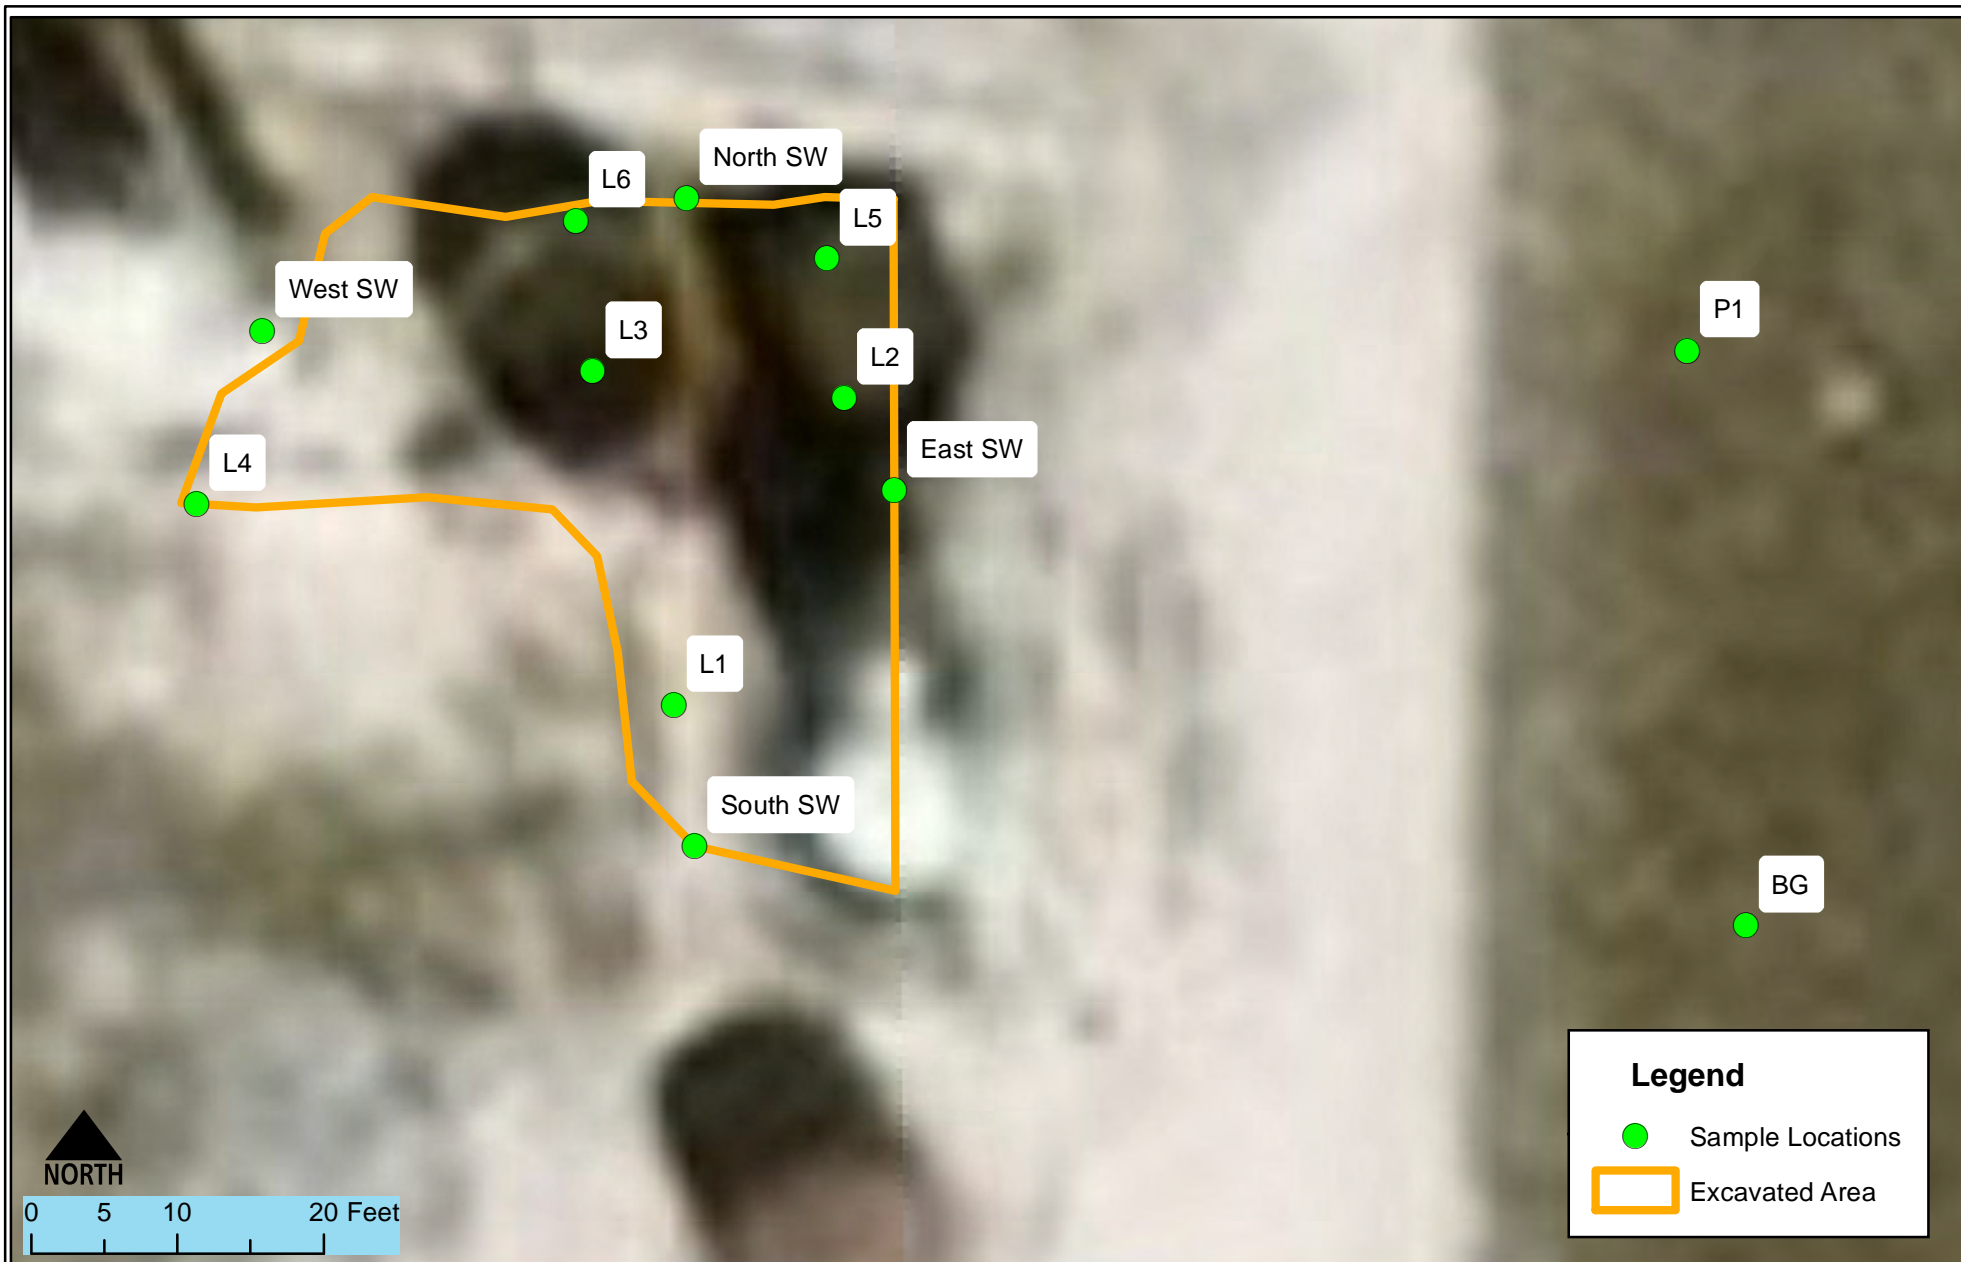 North SW
L6
L5
West SW
L3
P1
L2
L4
East SW
L1
South SW
BG
Legend
Sample Locations
Excavated Area
NORTH
0 5 10 20 Feet